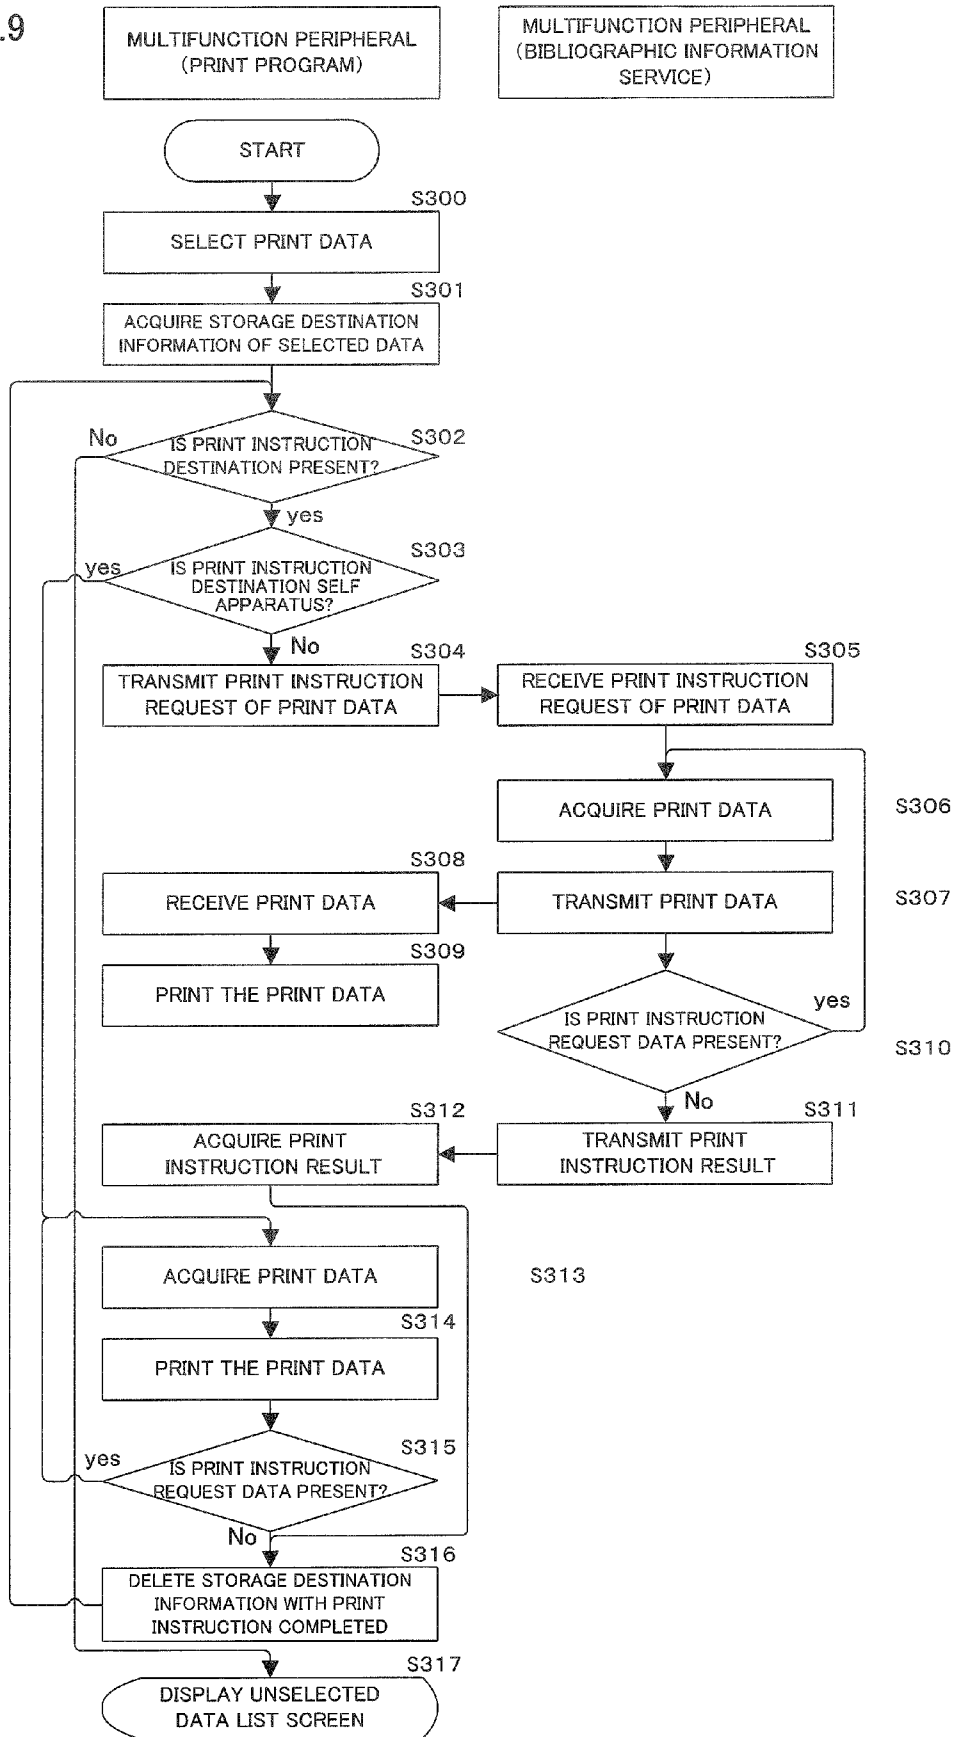 .9
MULTIFUNCTION PERIPHERAL
(PRINT PROGRAM)
MULTIFUNCTION PERIPHERAL
(BIBLIOGRAPHIC INFORMATION
SERVICE)
START
S300
SELECT PRINT DATA
S301
ACQUIRE STORAGE DESTINATION
INFORMATION OF SELECTED DATA
S302
No
IS PRINT INSTRUCTION
DESTINATION PRESENT?
yes
S303
yes
IS PRINT INSTRUCTION
DESTINATION SELF
APPARATUS?
No
S304
TRANSMIT PRINT INSTRUCTION
REQUEST OF PRINT DATA
S305
RECEIVE PRINT INSTRUCTION
REQUEST OF PRINT DATA
ACQUIRE PRINT DATA
S306
S308
RECEIVE PRINT DATA
TRANSMIT PRINT DATA
S307
S309
PRINT THE PRINT DATA
yes
IS PRINT INSTRUCTION
REQUEST DATA PRESENT?
S310
No
S312
S311
ACQUIRE PRINT
INSTRUCTION RESULT
TRANSMIT PRINT
INSTRUCTION RESULT
ACQUIRE PRINT DATA
S313
S314
PRINT THE PRINT DATA
S315
yes
IS PRINT INSTRUCTION
REQUEST DATA PRESENT?
No
S316
DELETE STORAGE DESTINATION
INFORMATION WITH PRINT
INSTRUCTION COMPLETED
S317
DISPLAY UNSELECTED
DATA LIST SCREEN